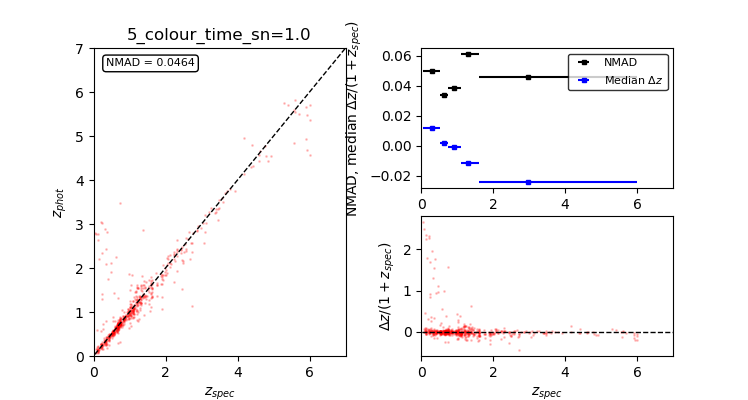 5_colour_time_sn=1.0
NMAD = 0.0464
z_phot
7
6
5
4
3
2
1
0
0 2 4 6
z_spec
NMAD, median Δz/(1 + z_spec)
0.06
0.04
0.02
0.00
−0.02
NMAD
Median Δz
0 2 4 6
Δz/(1 + z_spec)
2
1
0
0 2 4 6
z_spec